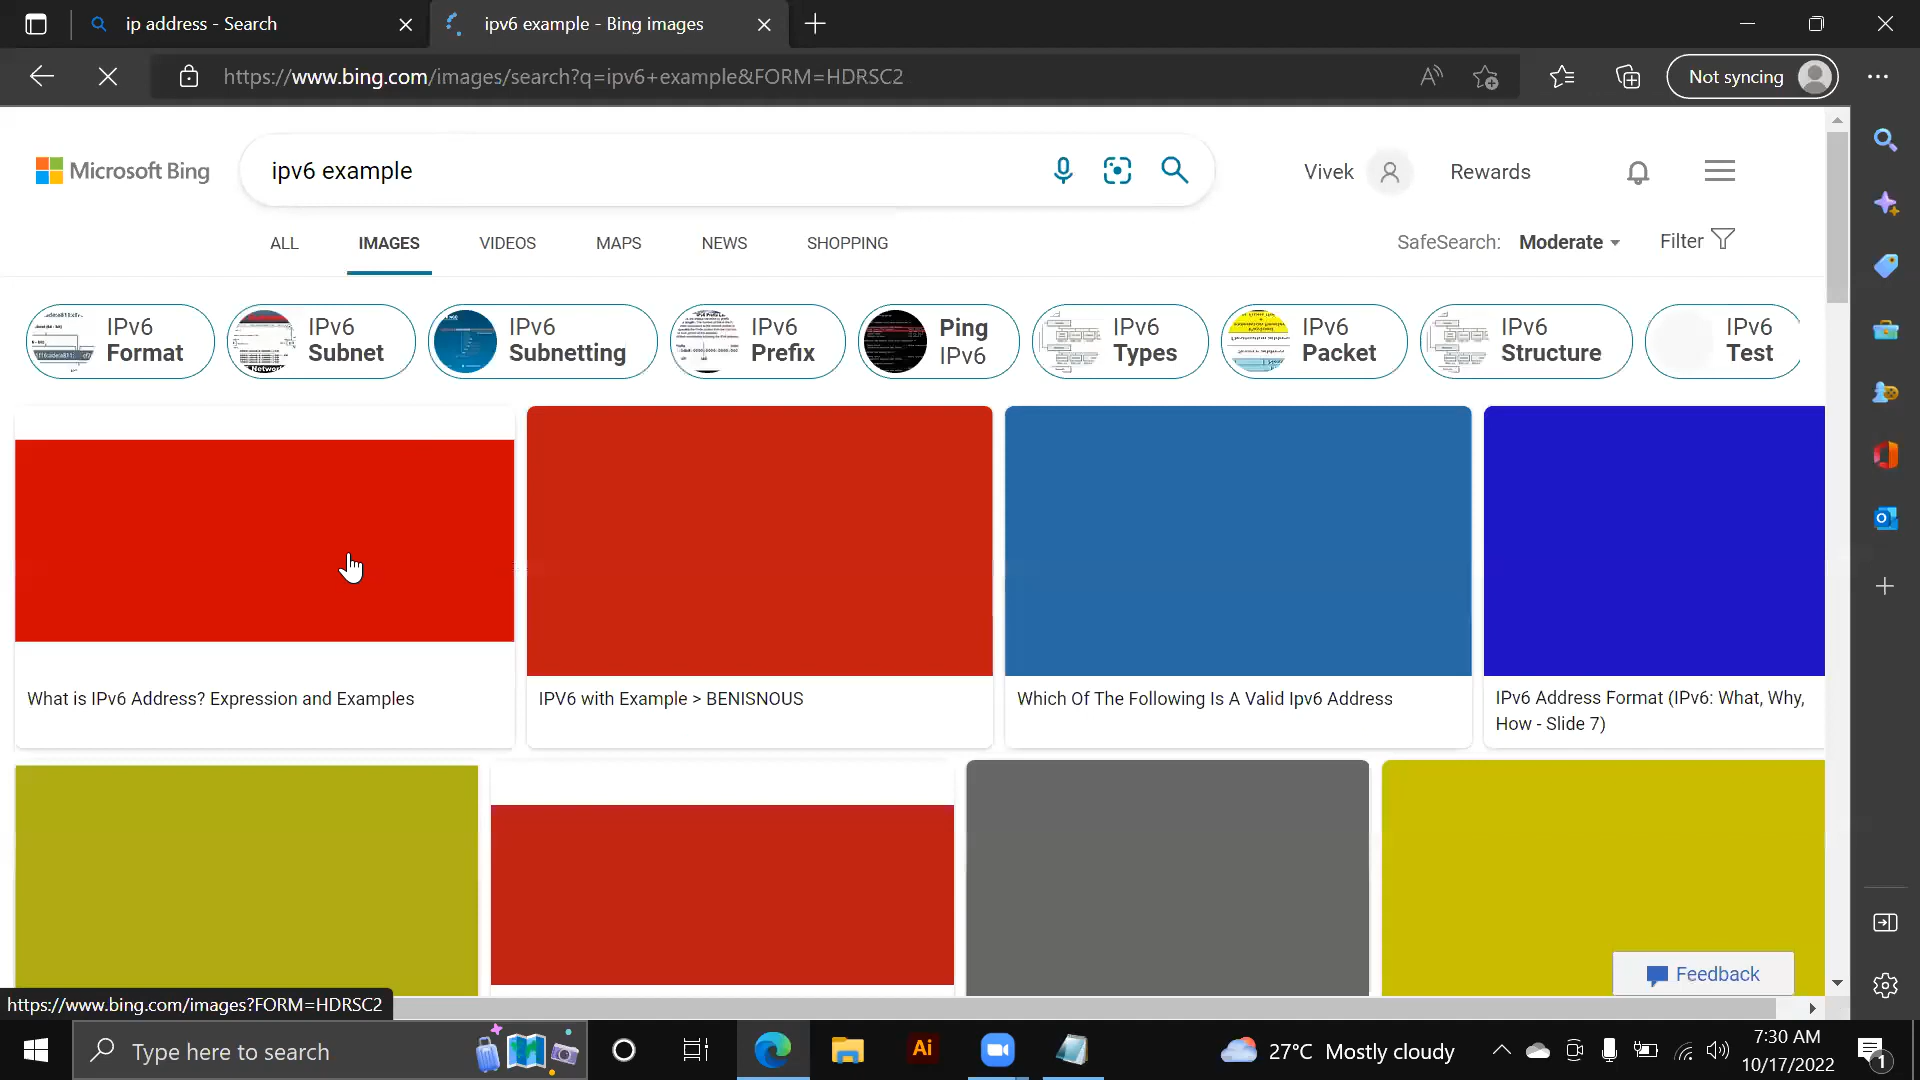 ip address - Search
ipv6 example - Bing images
https://www.bing.com/images/search?q=ipv6+example&FORM=HDRSC2
Not syncing
Microsoft Bing
ipv6 example
Vivek
Rewards
ALL
IMAGES
VIDEOS
MAPS
NEWS
SHOPPING
SafeSearch: Moderate
Filter
IPv6
Format
IPv6
Subnet
IPv6
Subnetting
IPv6
Prefix
Ping
IPv6
IPv6
Types
IPv6
Packet
IPv6
Structure
IPv6
Test
What is IPv6 Address? Expression and Examples
IPV6 with Example > BENISNOUS
Which Of The Following Is A Valid Ipv6 Address
IPv6 Address Format (IPv6: What, Why,
How - Slide 7)
Feedback
https://www.bing.com/images?FORM=HDRSC2
Type here to search
Ai
27°C Mostly cloudy
7:30 AM
10/17/2022
1